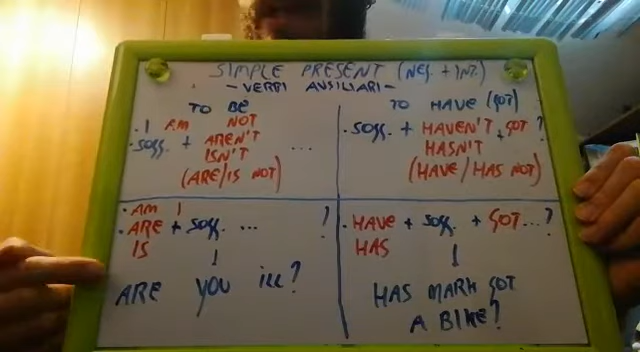 SIMPLE PRESENT (NEG. + INT.)
- VERBI AUSILIARI -
TO BE
. I AM NOT
. SOGG. + AREN'T ...
ISN'T
(ARE/IS NOT)
TO HAVE (GOT)
. SOGG. + HAVEN'T + GOT ?
HASN'T
(HAVE/HAS NOT)
. AM I
. ARE + SOGG. ... ?
IS
ARE YOU ILL?
. HAVE + SOGG. + GOT...?
HAS
HAS MARK GOT
A BIKE?